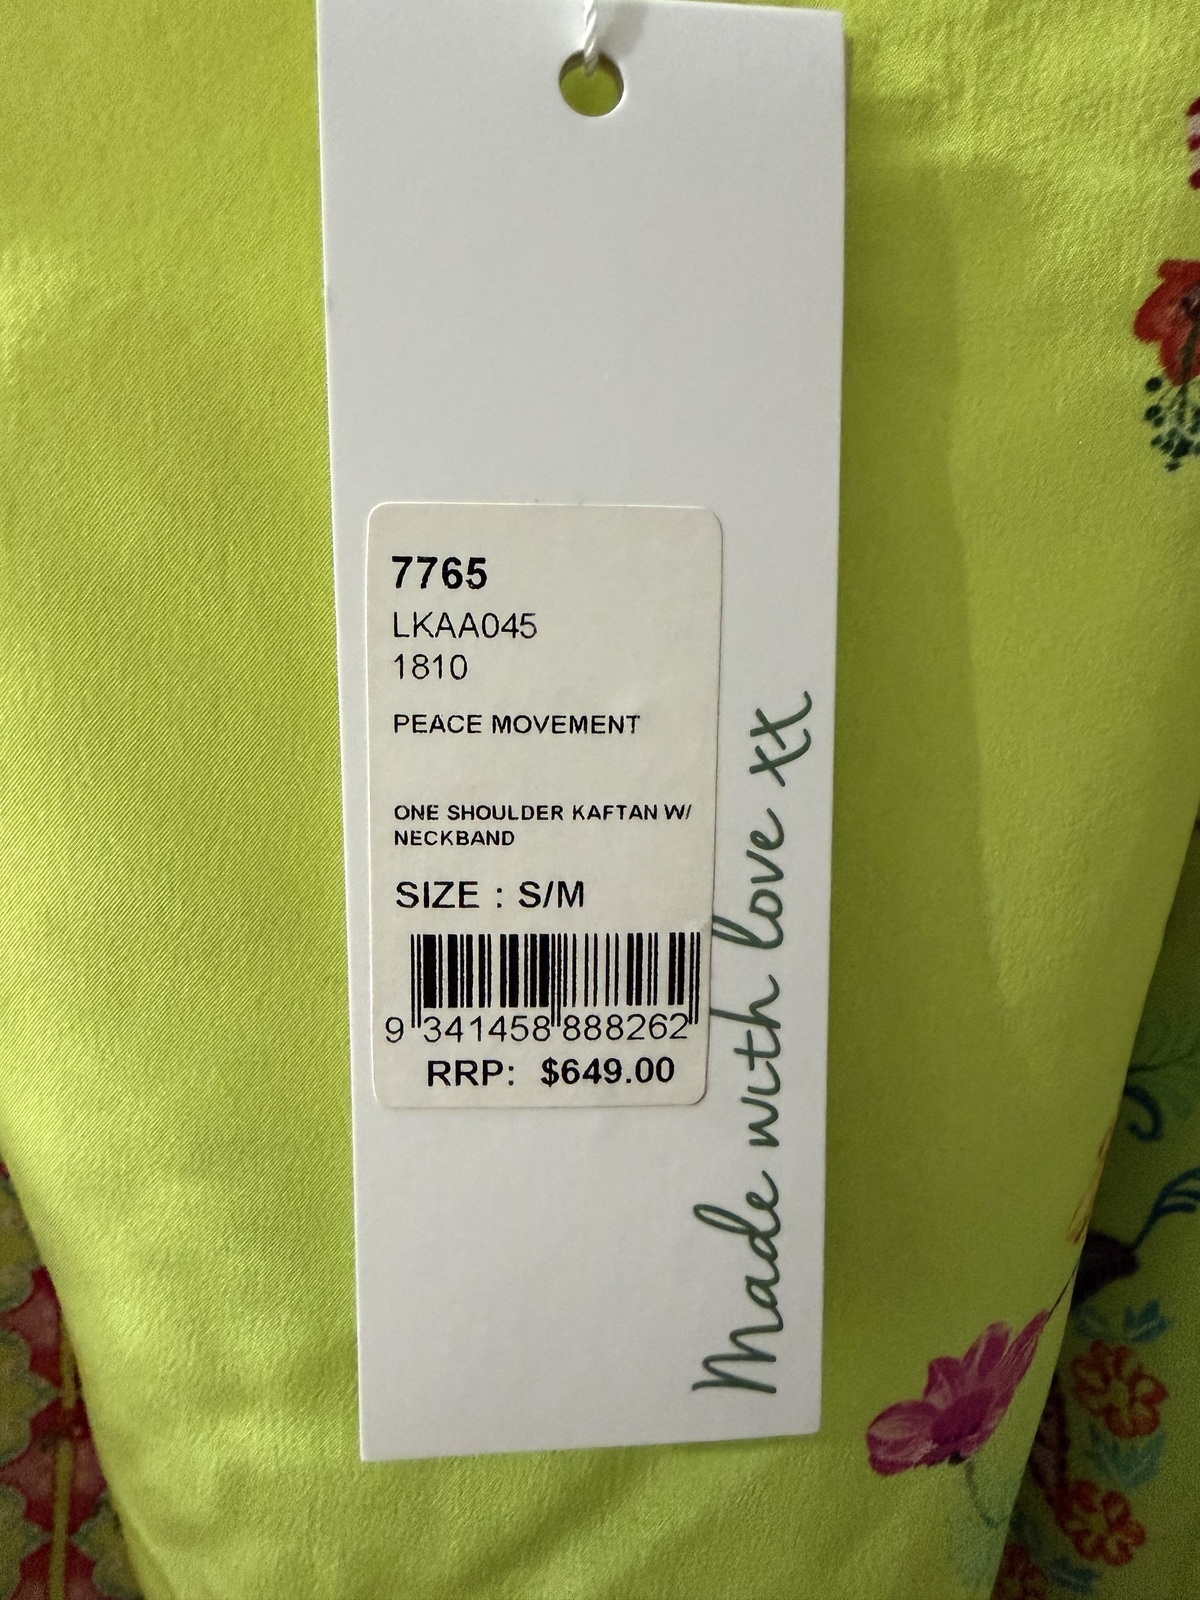 7765
LKAA045
1810
PEACE MOVEMENT
ONE SHOULDER KAFTAN W/
NECKBAND
SIZE : S/M
9 341458 888262
RRP: $649.00
Made with love xx